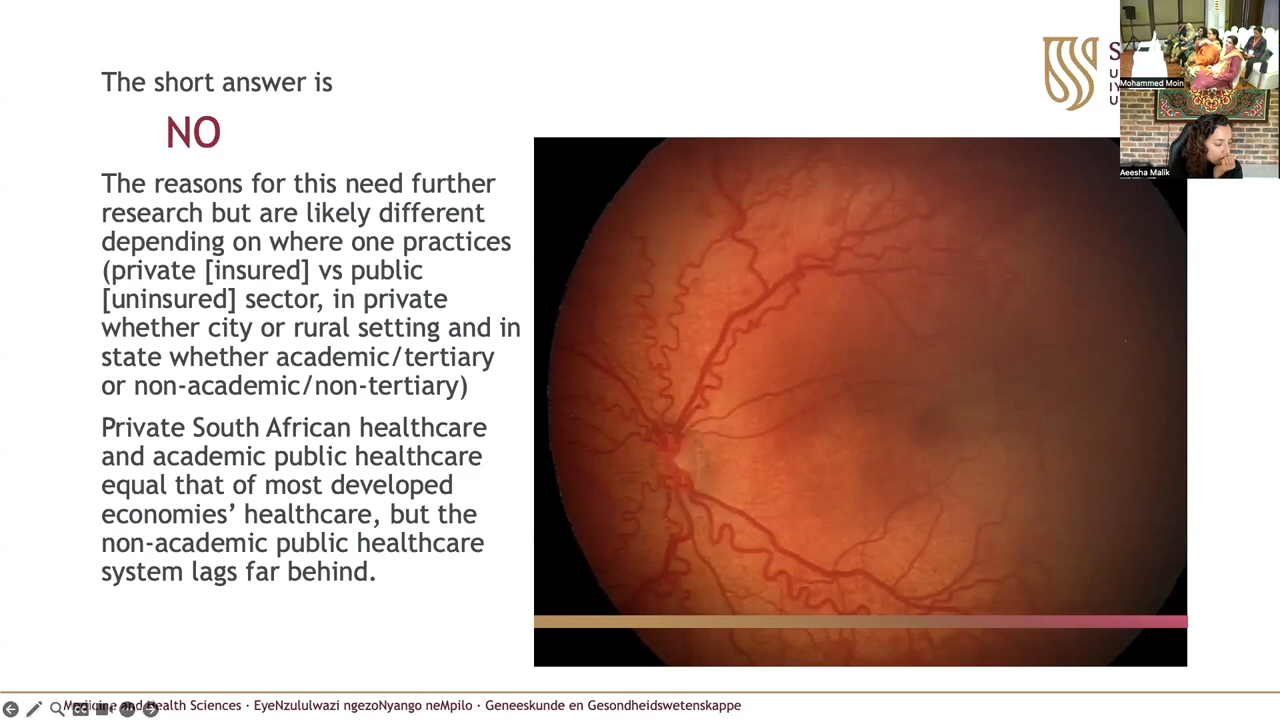 The short answer is
NO
The reasons for this need further
research but are likely different
depending on where one practices
(private [insured] vs public
[uninsured] sector, in private
whether city or rural setting and in
state whether academic/tertiary
or non-academic/non-tertiary)
Private South African healthcare
and academic public healthcare
equal that of most developed
economies’ healthcare, but the
non-academic public healthcare
system lags far behind.
S
U
IY
U
Mohammed Moin
Aeesha Malik
Medicine and Health Sciences · EyeNzululwazi ngezoNyango neMpilo · Geneeskunde en Gesondheidswetenskappe